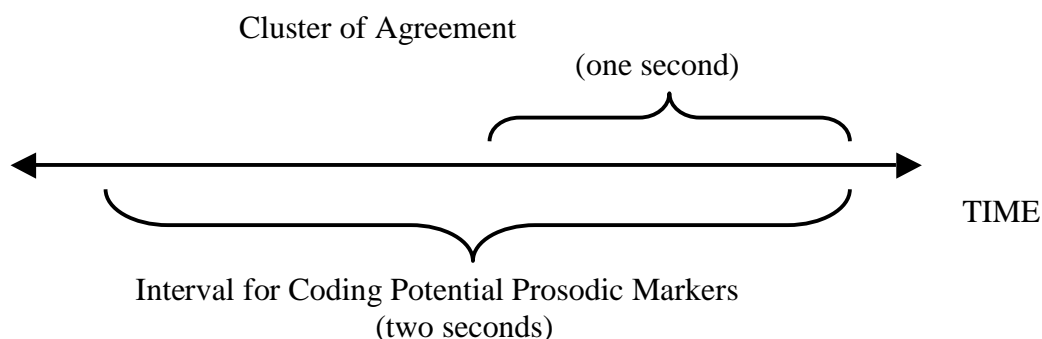 Cluster of Agreement
(one second)
TIME
Interval for Coding Potential Prosodic Markers
(two seconds)